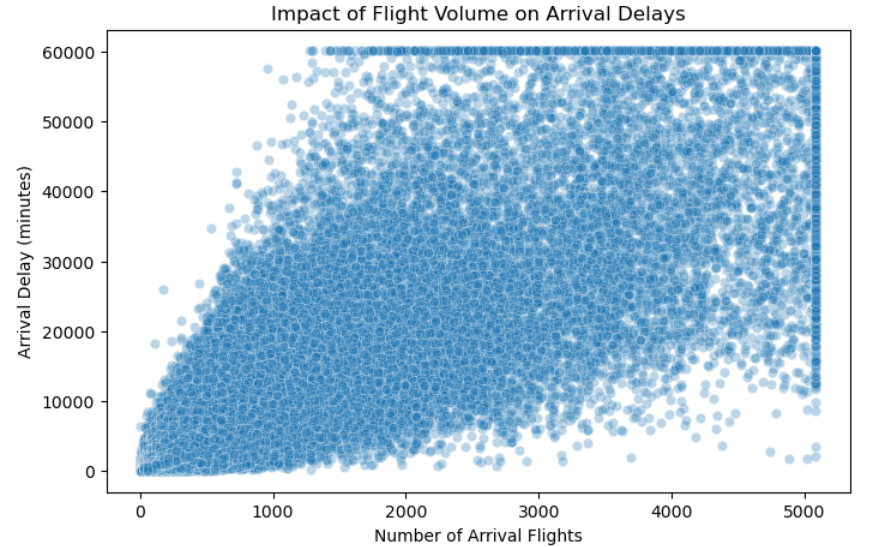 Impact of Flight Volume on Arrival Delays
60000
50000
40000
30000
20000
10000
0
Arrival Delay (minutes)
0 1000 2000 3000 4000 5000
Number of Arrival Flights